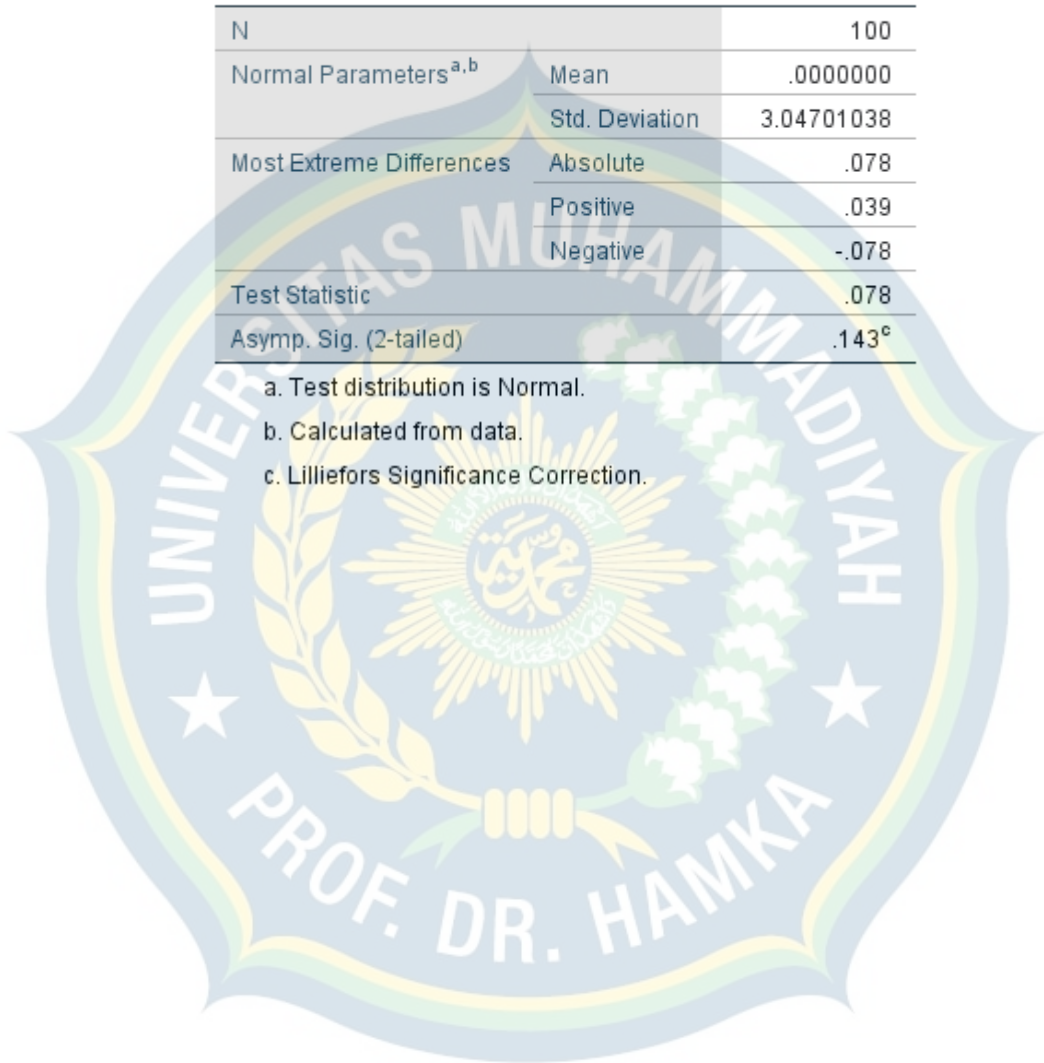 N 100
Normal Parameters a,b Mean .0000000
Std. Deviation 3.04701038
Most Extreme Differences Absolute .078
Positive .039
Negative -.078
Test Statistic .078
Asymp. Sig. (2-tailed) .143c
a. Test distribution is Normal.
b. Calculated from data.
c. Lilliefors Significance Correction.
UNIVERSITAS MUHAMMADIYAH
محمدية
PROF. DR. HAMKA